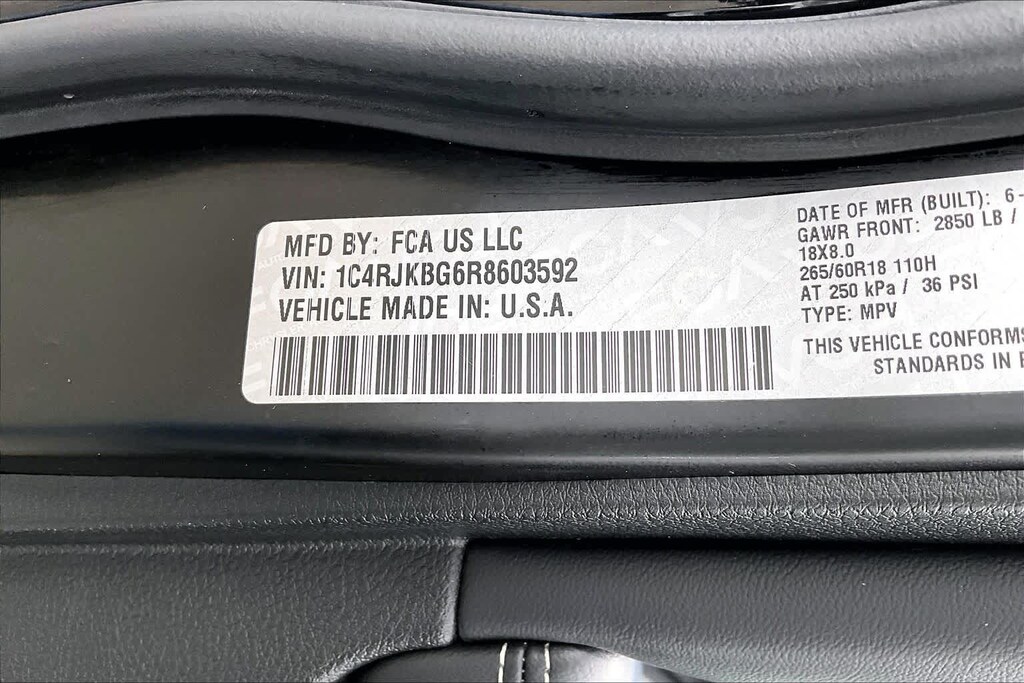 MFD BY: FCA US LLC
VIN: 1C4RJKBG6R8603592
VEHICLE MADE IN: U.S.A.
DATE OF MFR (BUILT): 6-
GAWR FRONT: 2850 LB /
18X8.0
265/60R18 110H
AT 250 kPa / 36 PSI
TYPE: MPV
THIS VEHICLE CONFORMS
STANDARDS IN